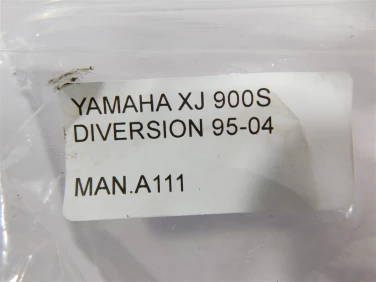 YAMAHA XJ 900S
DIVERSION 95-04
MAN.A111